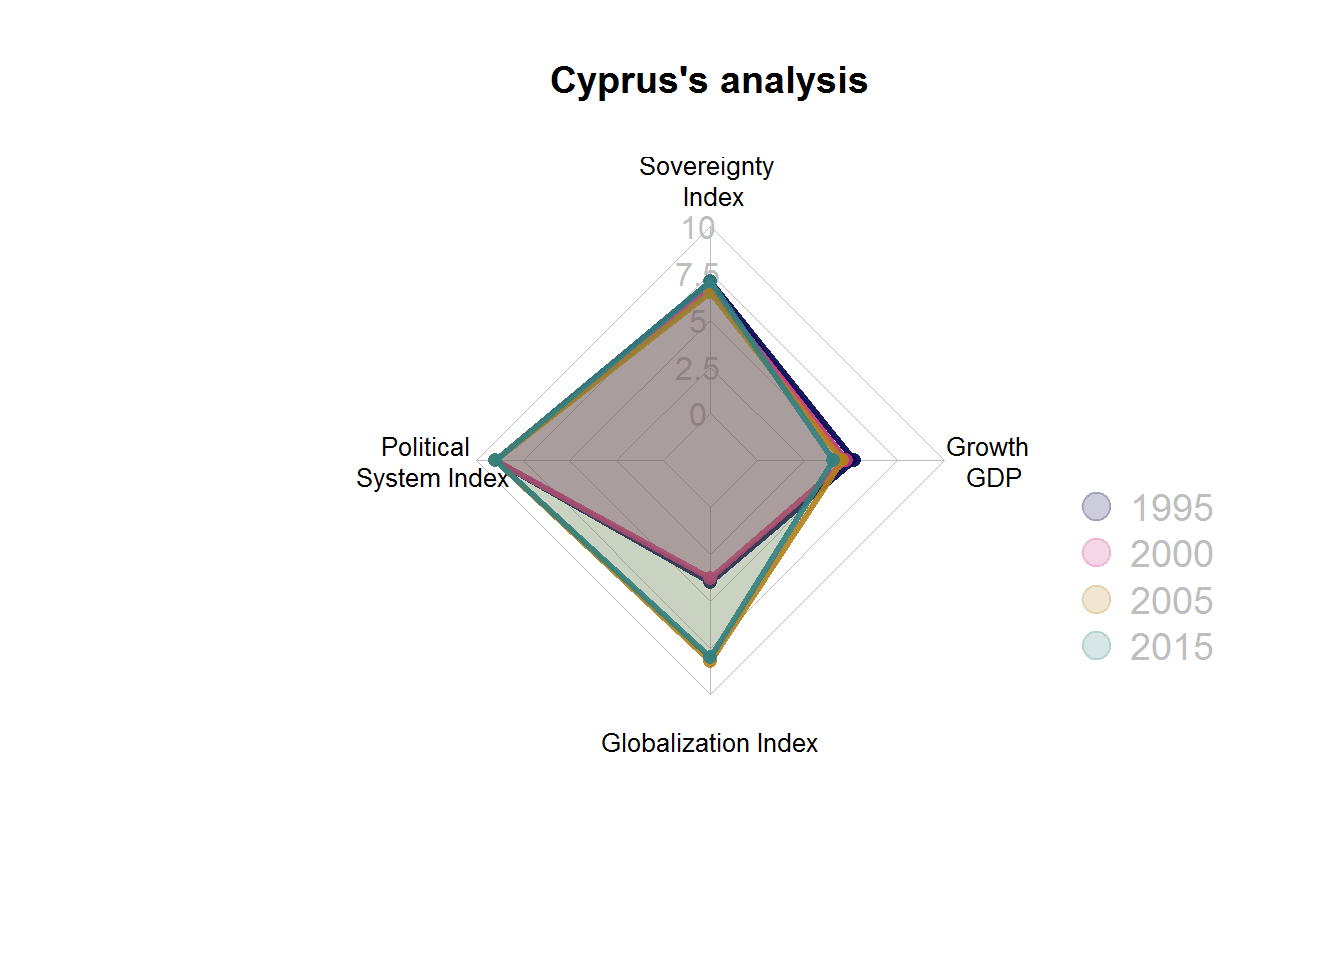 Cyprus's analysis
Sovereignty
Index
10
7.5
5
2.5
0
Political
System Index
Growth
GDP
Globalization Index
1995
2000
2005
2015